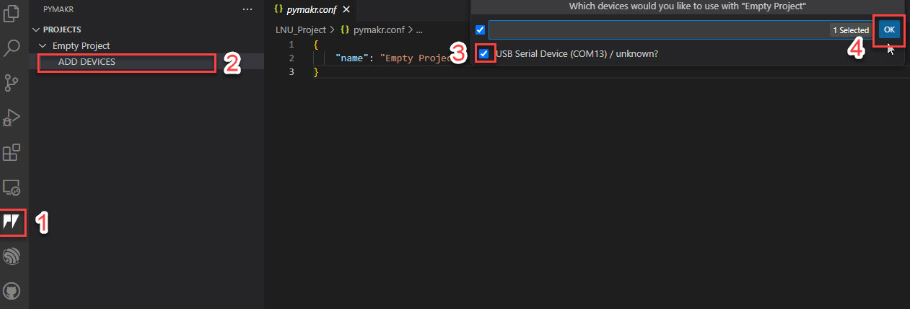 PYMAKR ...
PROJECTS
Empty Project
ADD DEVICES
2
1
{} pymakr.conf ×
LNU_Project > {} pymakr.conf > ...
1 {
2 "name": "Empty Projec
3 }
Which devices would you like to use with "Empty Project"
1 Selected
OK
3
USB Serial Device (COM13) / unknown?
4